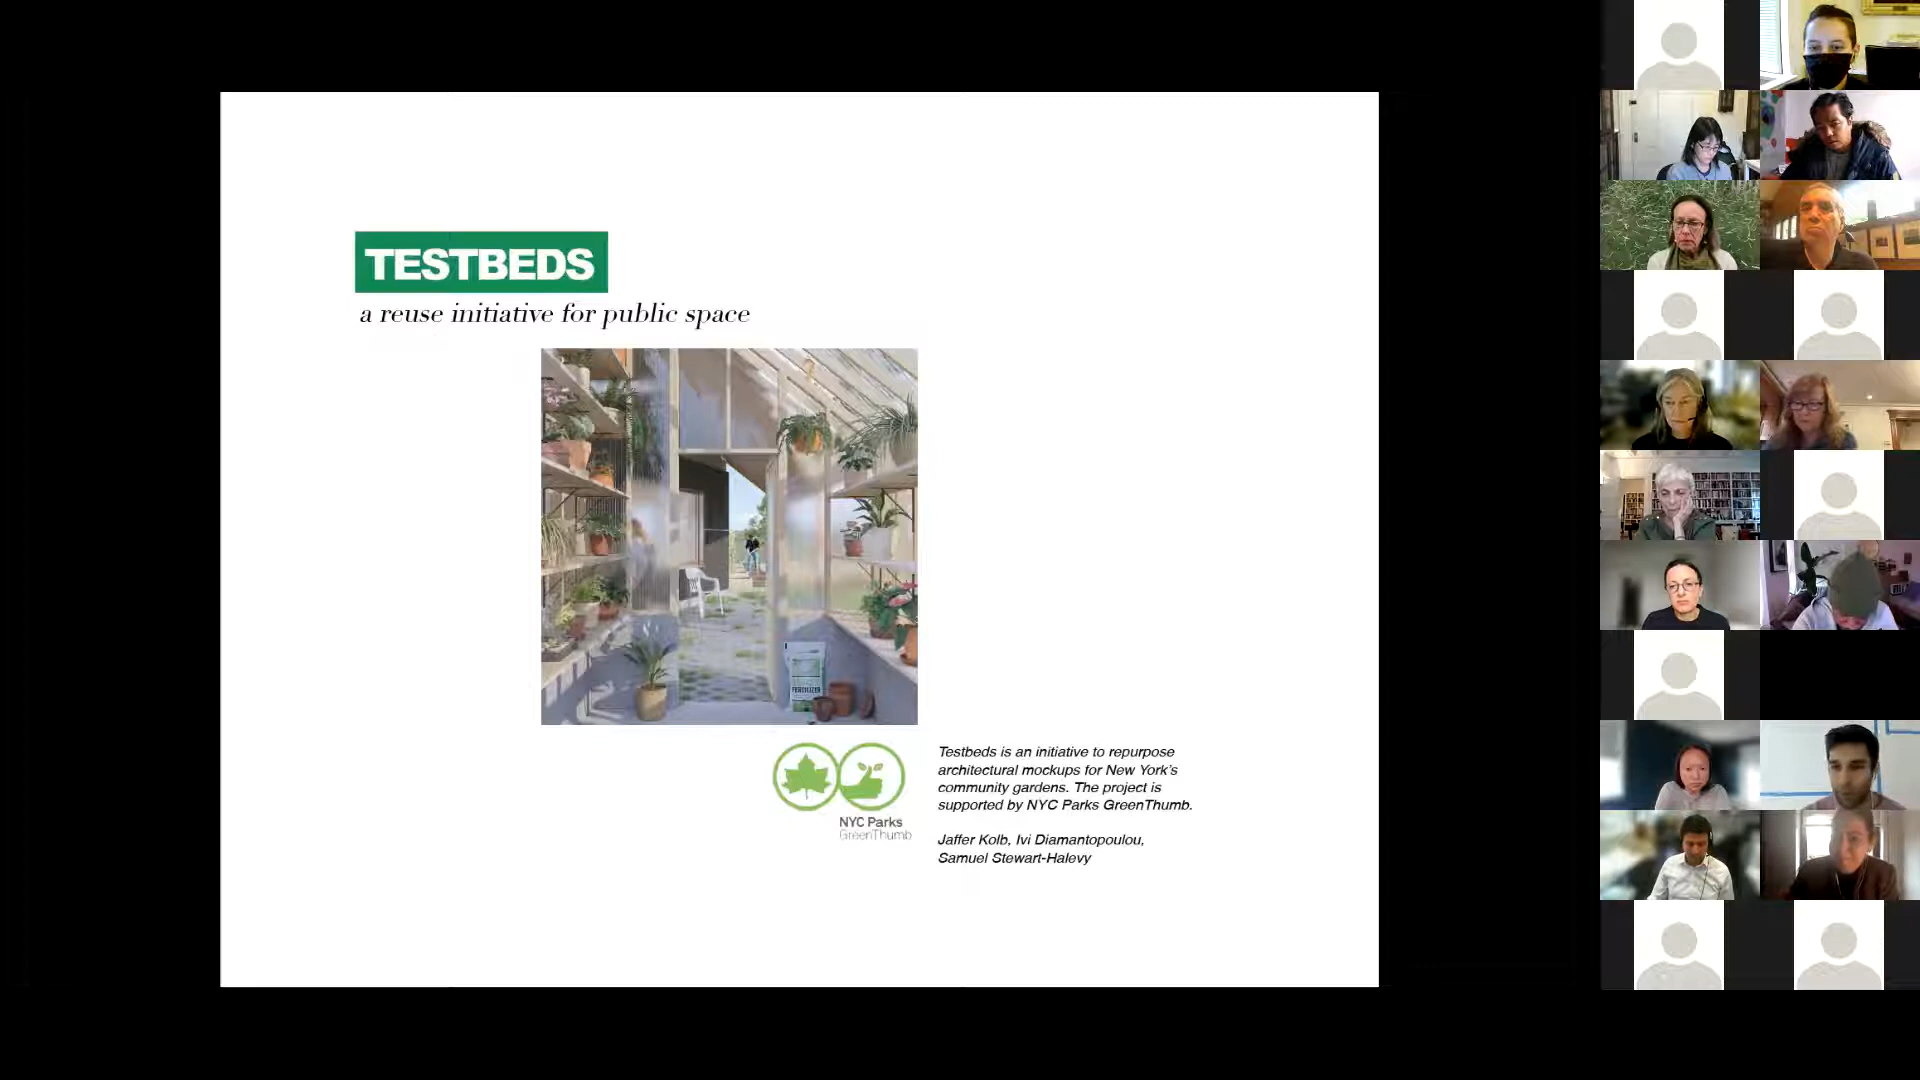 TESTBEDS
a reuse initiative for public space
FERTILIZER
NYC Parks
GreenThumb
Testbeds is an initiative to repurpose
architectural mockups for New York's
community gardens. The project is
supported by NYC Parks GreenThumb.
Jaffer Kolb, Ivi Diamantopoulou,
Samuel Stewart-Halevy